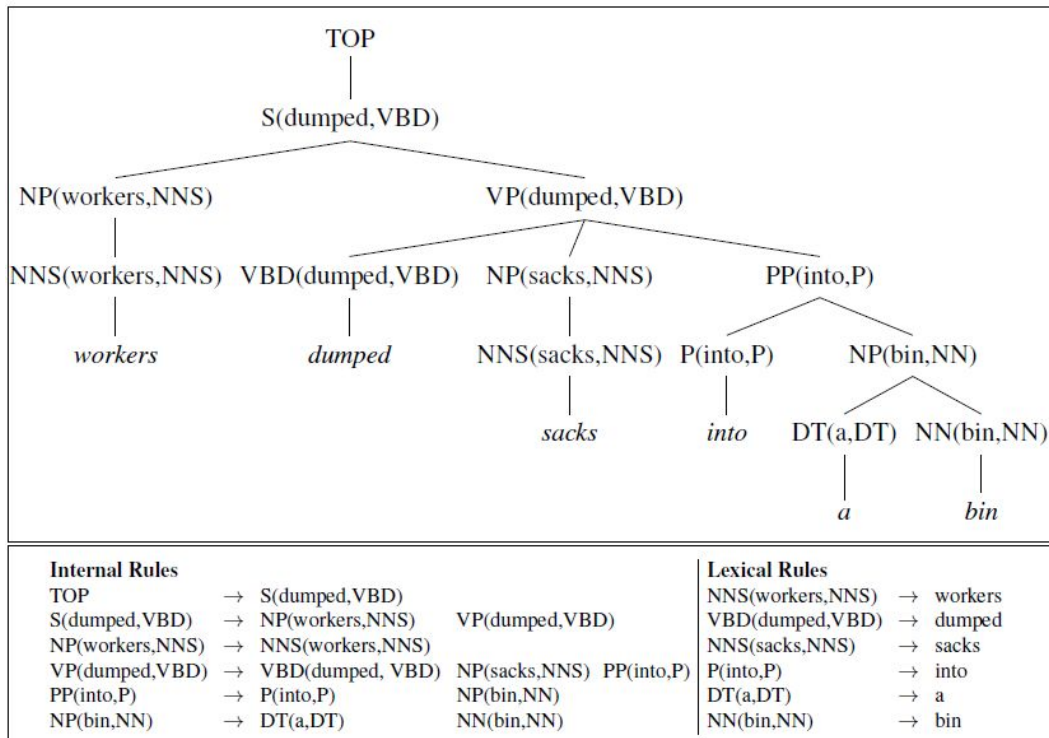 TOP
S(dumped,VBD)
NP(workers,NNS) VP(dumped,VBD)
NNS(workers,NNS) VBD(dumped,VBD) NP(sacks,NNS) PP(into,P)
workers dumped NNS(sacks,NNS) P(into,P) NP(bin,NN)
sacks into DT(a,DT) NN(bin,NN)
a bin
Internal Rules
TOP → S(dumped,VBD)
S(dumped,VBD) → NP(workers,NNS) VP(dumped,VBD)
NP(workers,NNS) → NNS(workers,NNS)
VP(dumped,VBD) → VBD(dumped, VBD) NP(sacks,NNS) PP(into,P)
PP(into,P) → P(into,P) NP(bin,NN)
NP(bin,NN) → DT(a,DT) NN(bin,NN)
Lexical Rules
NNS(workers,NNS) → workers
VBD(dumped,VBD) → dumped
NNS(sacks,NNS) → sacks
P(into,P) → into
DT(a,DT) → a
NN(bin,NN) → bin